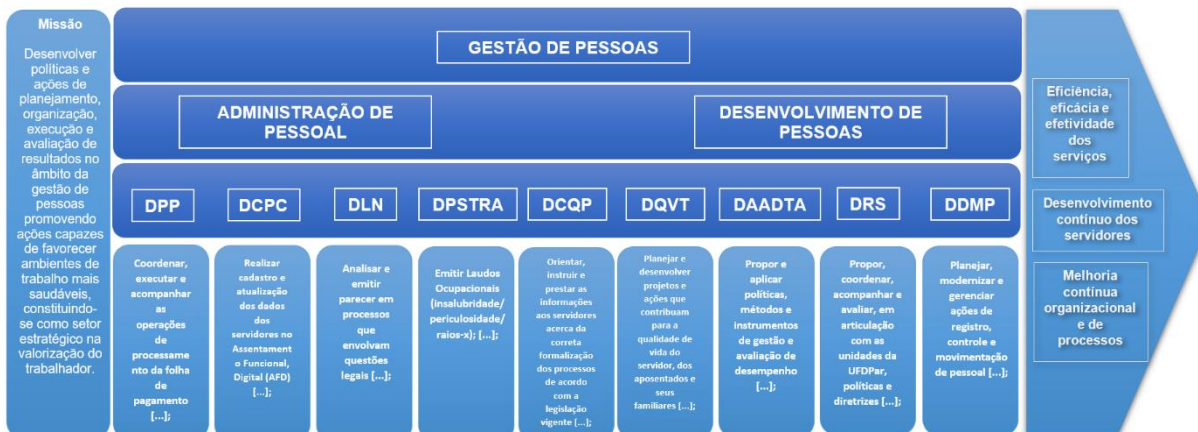 Missão
Desenvolver
políticas e
ações de
planejamento,
organização,
execução e
avaliação de
resultados no
âmbito da
gestão de
pessoas
promovendo
ações capazes
de favorecer
ambientes de
trabalho mais
saudáveis,
constituindo-
se como setor
estratégico na
valorização do
trabalhador.
GESTÃO DE PESSOAS
ADMINISTRAÇÃO DE
PESSOAL
DESENVOLVIMENTO DE
PESSOAS
DPP
DCPC
DLN
DPSTRA
DCQP
DQVT
DAADTA
DRS
DDMP
Coordenar,
executar e
acompanhar
as
operações
de
processame
nto da folha
de
pagamento
[...];
Realizar
cadastro e
atualização
dos dados
dos
servidores no
Assentament
o Funcional,
Digital (AFD)
[...];
Analisar e
emitir
parecer em
processos
que
envolvam
questões
legais [...];
Emitir Laudos
Ocupacionais
(insalubridade/
periculosidade/
raios-x); [...];
Orientar,
instruir e
prestar as
informações
aos servidores
acerca da
correta
formalização
dos processos
de acordo
com a
legislação
vigente [...];
Planejar e
desenvolver
projetos e
ações que
contribuam
para a
qualidade de
vida do
servidor, dos
aposentados e
seus
familiares [...];
Propor e
aplicar
políticas,
métodos e
instrumentos
de gestão e
avaliação de
desempenho
[...];
Propor,
coordenar,
acompanhar e
avaliar, em
articulação
com as
unidades da
UFDPar,
políticas e
diretrizes [...];
Planejar,
modernizar e
gerenciar
ações de
registro,
controle e
movimentação
de pessoal [...];
Eficiência,
eficácia e
efetividade
dos
serviços
Desenvolvimento
contínuo dos
servidores
Melhoria
contínua
organizacional
e de
processos